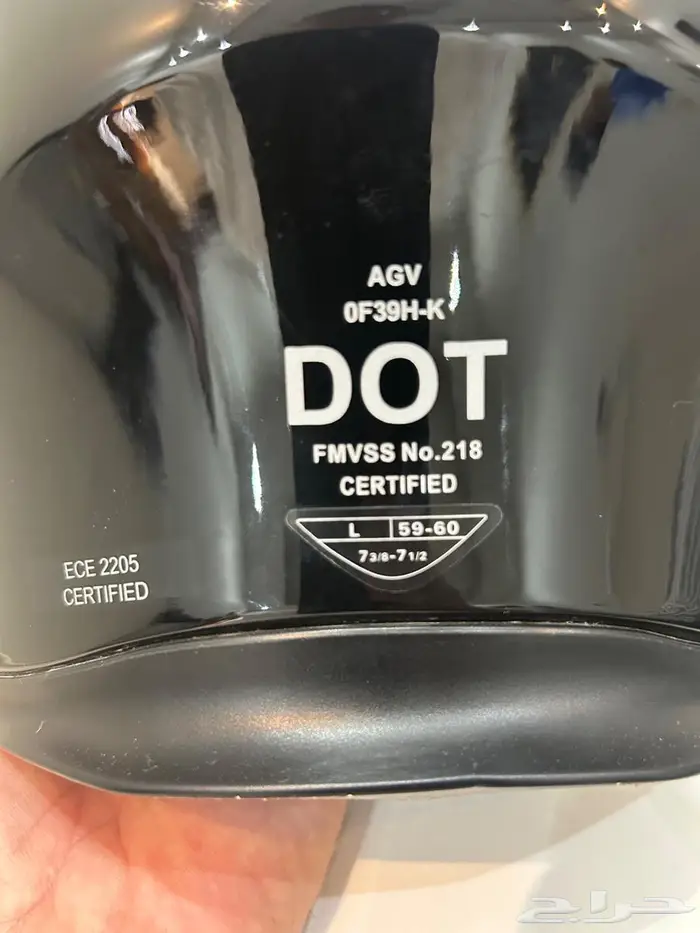 AGV
0F39H-K
DOT
FMVSS No.218
CERTIFIED
L 59-60
7 3/8-7 1/2
ECE 2205
CERTIFIED
حراج